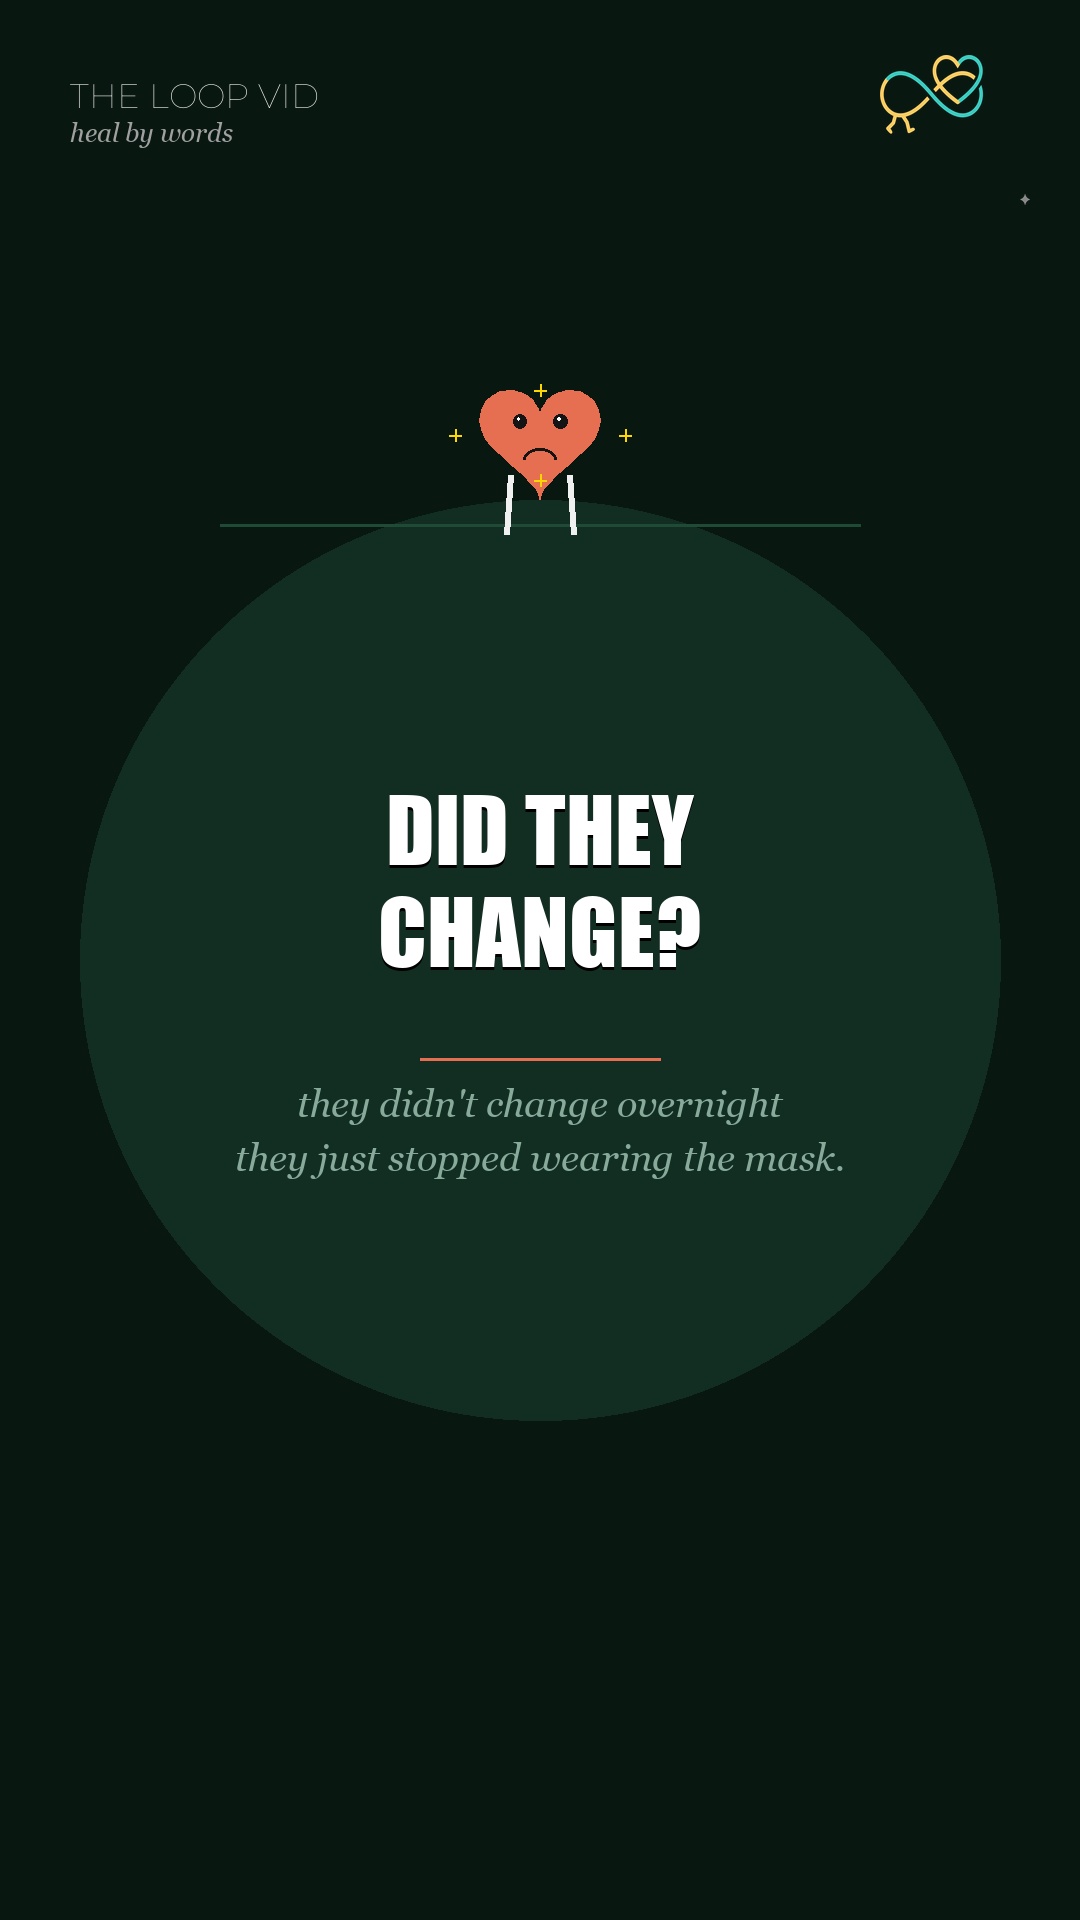 THE LOOP VID
heal by words
DID THEY
CHANGE?
they didn't change overnight
they just stopped wearing the mask.